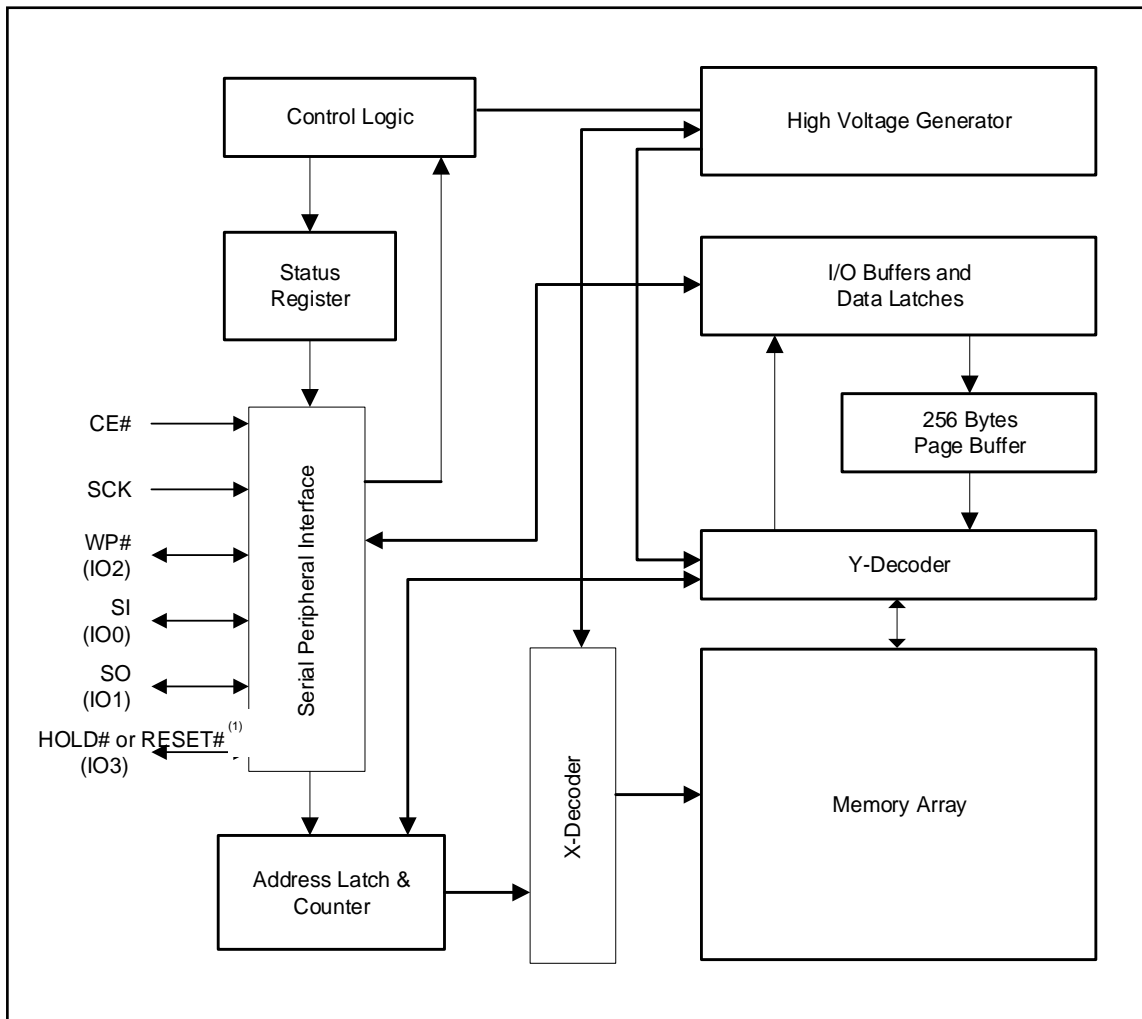 Control Logic
High Voltage Generator
Status
Register
I/O Buffers and
Data Latches
256 Bytes
Page Buffer
CE#
SCK
WP#
(IO2)
SI
(IO0)
SO
(IO1)
HOLD# or RESET# (1)
(IO3)
Serial Peripheral Interface
Y-Decoder
X-Decoder
Memory Array
Address Latch &
Counter